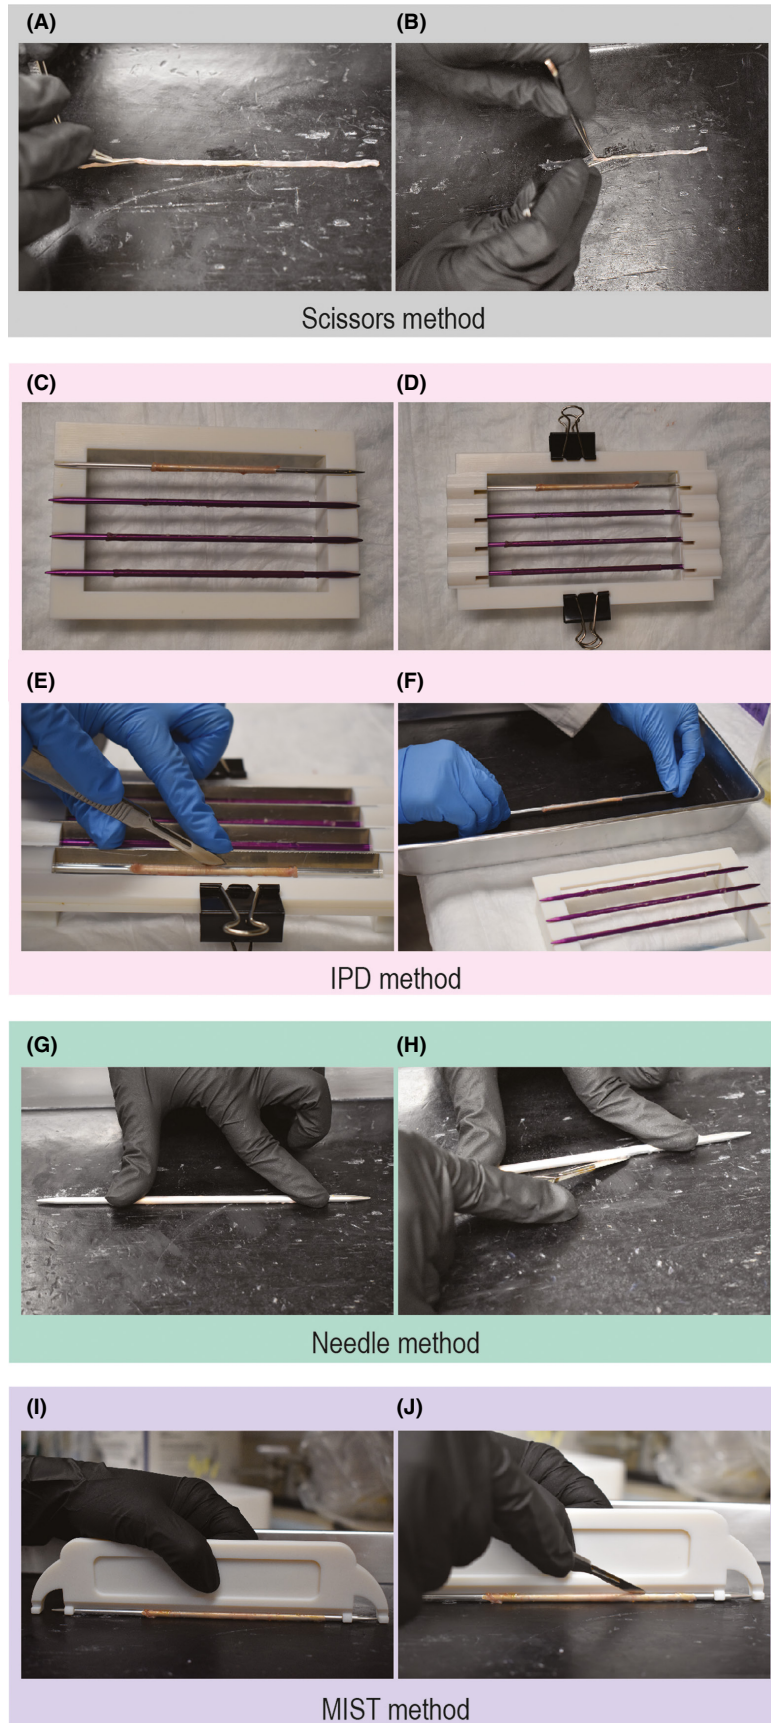 (A) (B)
Scissors method
(C) (D)
(E) (F)
IPD method
(G) (H)
Needle method
(I) (J)
MIST method